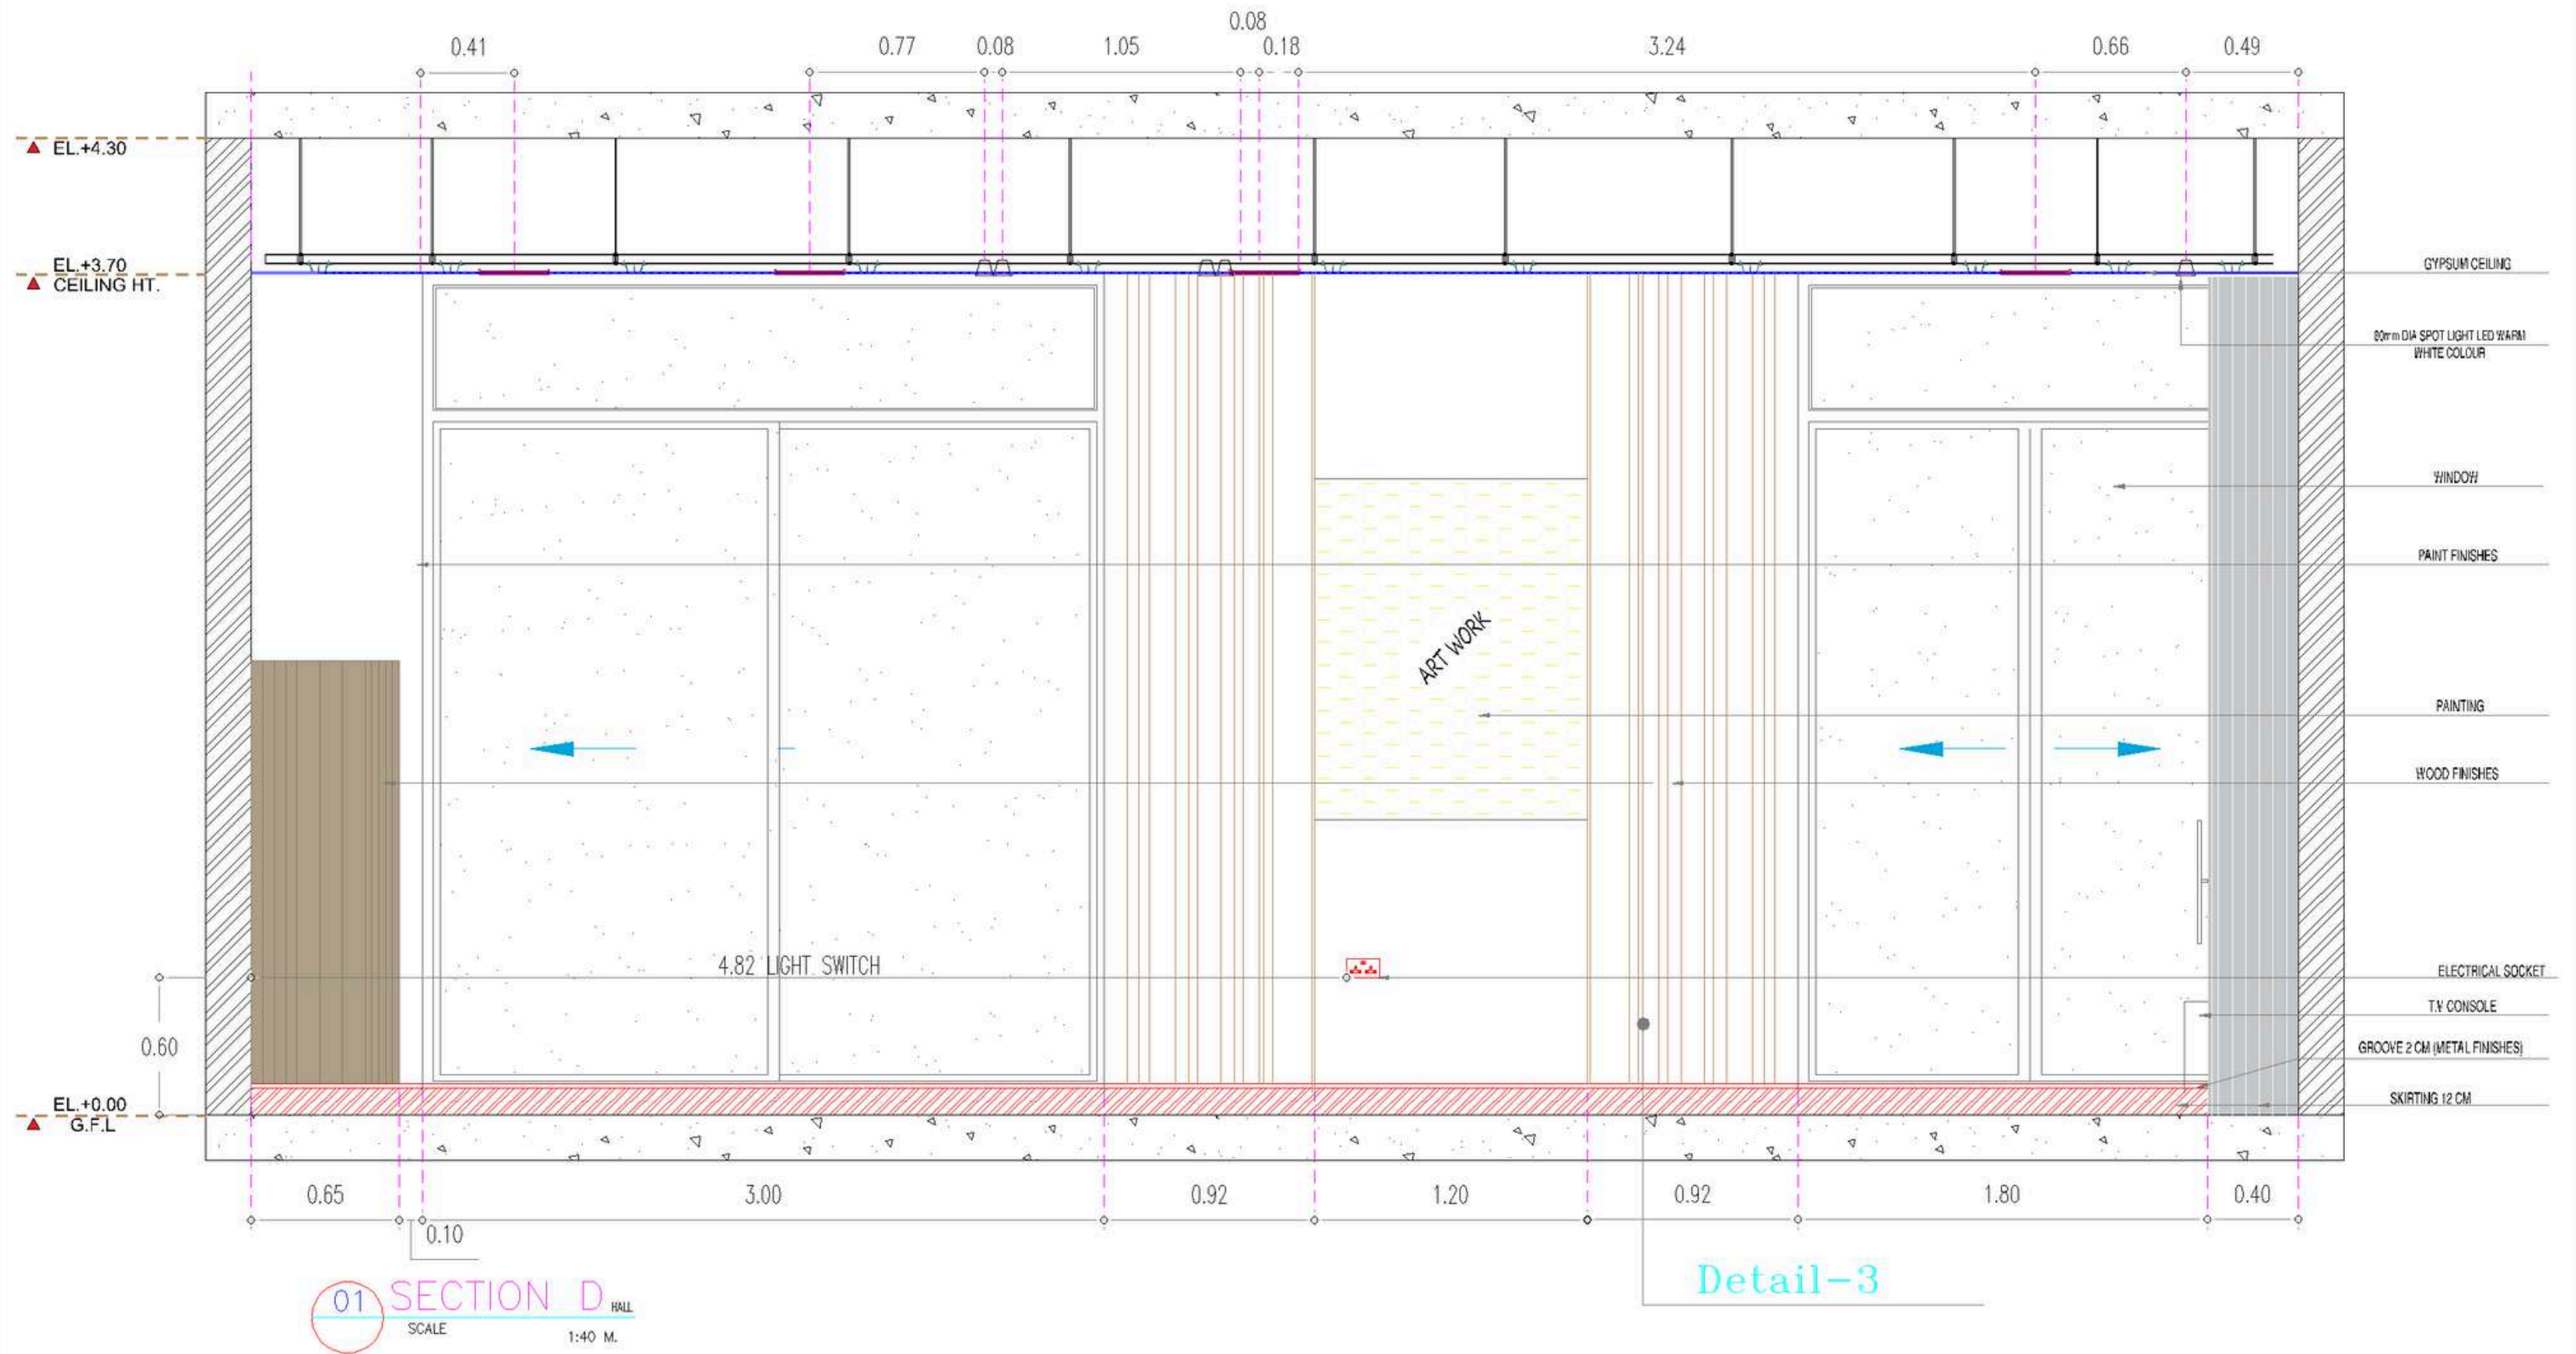 0.08
0.41
0.77
0.08
1.05
0.18
3.24
0.66
0.49
EL.+4.30
EL.+3.70
CEILING HT.
GYPSUM CEILING
80mm DIA SPOT LIGHT LED WARM
WHITE COLOUR
WINDOW
PAINT FINISHES
ART WORK
PAINTING
WOOD FINISHES
4.82 LIGHT SWITCH
ELECTRICAL SOCKET
T.V CONSOLE
0.60
GROOVE 2 CM (METAL FINISHES)
SKIRTING 12 CM
EL.+0.00
G.F.L
0.65
3.00
0.92
1.20
0.92
1.80
0.40
0.10
Detail-3
01 SECTION D HALL
SCALE 1:40 M.